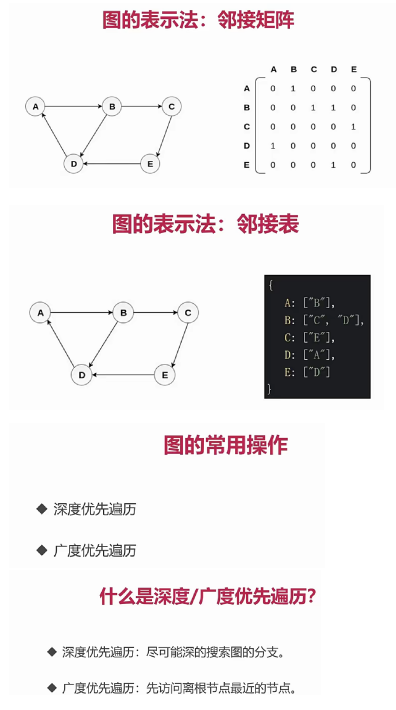 图的表示法：邻接矩阵
A B C D E
A 0 1 0 0 0
B 0 0 1 1 0
C 0 0 0 0 1
D 1 0 0 0 0
E 0 0 0 1 0
A B C
D E
图的表示法：邻接表
A B C
D E
{
A: ["B"],
B: ["C", "D"],
C: ["E"],
D: ["A"],
E: ["D"]
}
图的常用操作
◆ 深度优先遍历
◆ 广度优先遍历
什么是深度/广度优先遍历?
◆ 深度优先遍历：尽可能深的搜索图的分支。
◆ 广度优先遍历：先访问离根节点最近的节点。